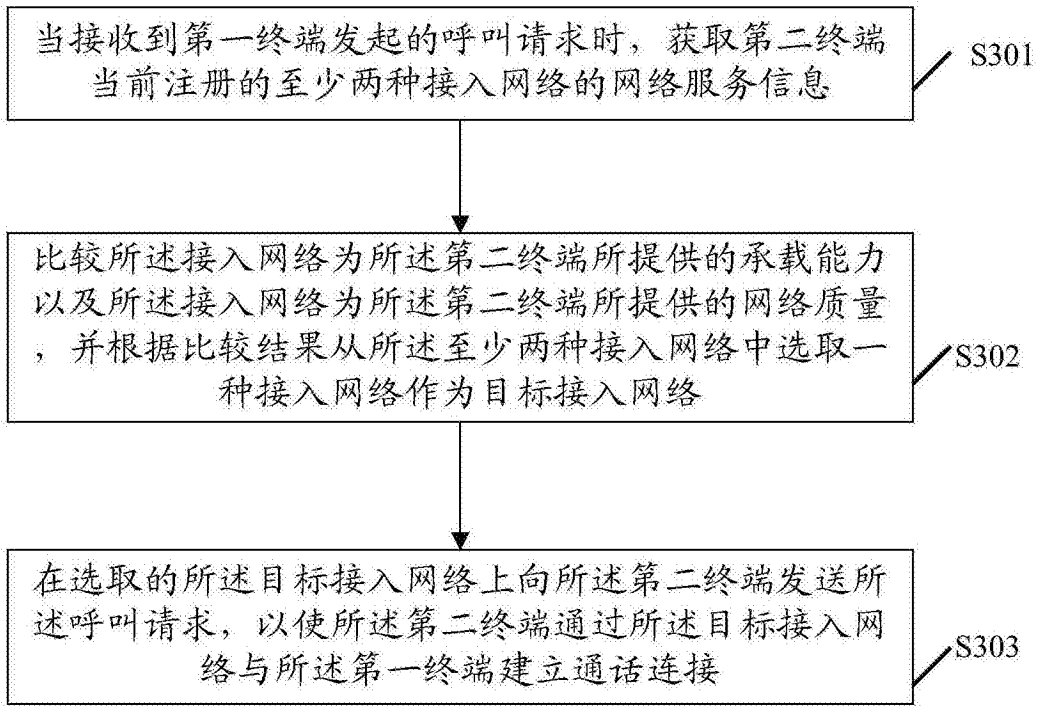 当接收到第一终端发起的呼叫请求时，获取第二终端
当前注册的至少两种接入网络的网络服务信息
S301
比较所述接入网络为所述第二终端所提供的承载能力
以及所述接入网络为所述第二终端所提供的网络质量
，并根据比较结果从所述至少两种接入网络中选取一
种接入网络作为目标接入网络
S302
在选取的所述目标接入网络上向所述第二终端发送所
述呼叫请求，以使所述第二终端通过所述目标接入网
络与所述第一终端建立通话连接
S303